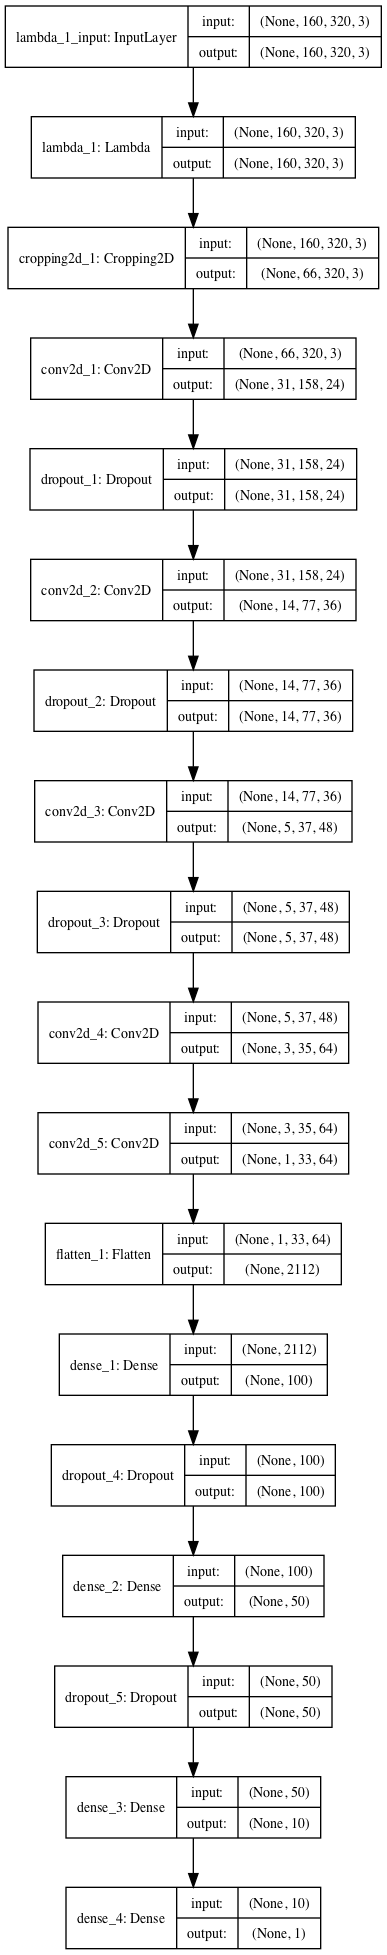 lambda_1_input: InputLayer
input: (None, 160, 320, 3)
output: (None, 160, 320, 3)
lambda_1: Lambda
input: (None, 160, 320, 3)
output: (None, 160, 320, 3)
cropping2d_1: Cropping2D
input: (None, 160, 320, 3)
output: (None, 66, 320, 3)
conv2d_1: Conv2D
input: (None, 66, 320, 3)
output: (None, 31, 158, 24)
dropout_1: Dropout
input: (None, 31, 158, 24)
output: (None, 31, 158, 24)
conv2d_2: Conv2D
input: (None, 31, 158, 24)
output: (None, 14, 77, 36)
dropout_2: Dropout
input: (None, 14, 77, 36)
output: (None, 14, 77, 36)
conv2d_3: Conv2D
input: (None, 14, 77, 36)
output: (None, 5, 37, 48)
dropout_3: Dropout
input: (None, 5, 37, 48)
output: (None, 5, 37, 48)
conv2d_4: Conv2D
input: (None, 5, 37, 48)
output: (None, 3, 35, 64)
conv2d_5: Conv2D
input: (None, 3, 35, 64)
output: (None, 1, 33, 64)
flatten_1: Flatten
input: (None, 1, 33, 64)
output: (None, 2112)
dense_1: Dense
input: (None, 2112)
output: (None, 100)
dropout_4: Dropout
input: (None, 100)
output: (None, 100)
dense_2: Dense
input: (None, 100)
output: (None, 50)
dropout_5: Dropout
input: (None, 50)
output: (None, 50)
dense_3: Dense
input: (None, 50)
output: (None, 10)
dense_4: Dense
input: (None, 10)
output: (None, 1)